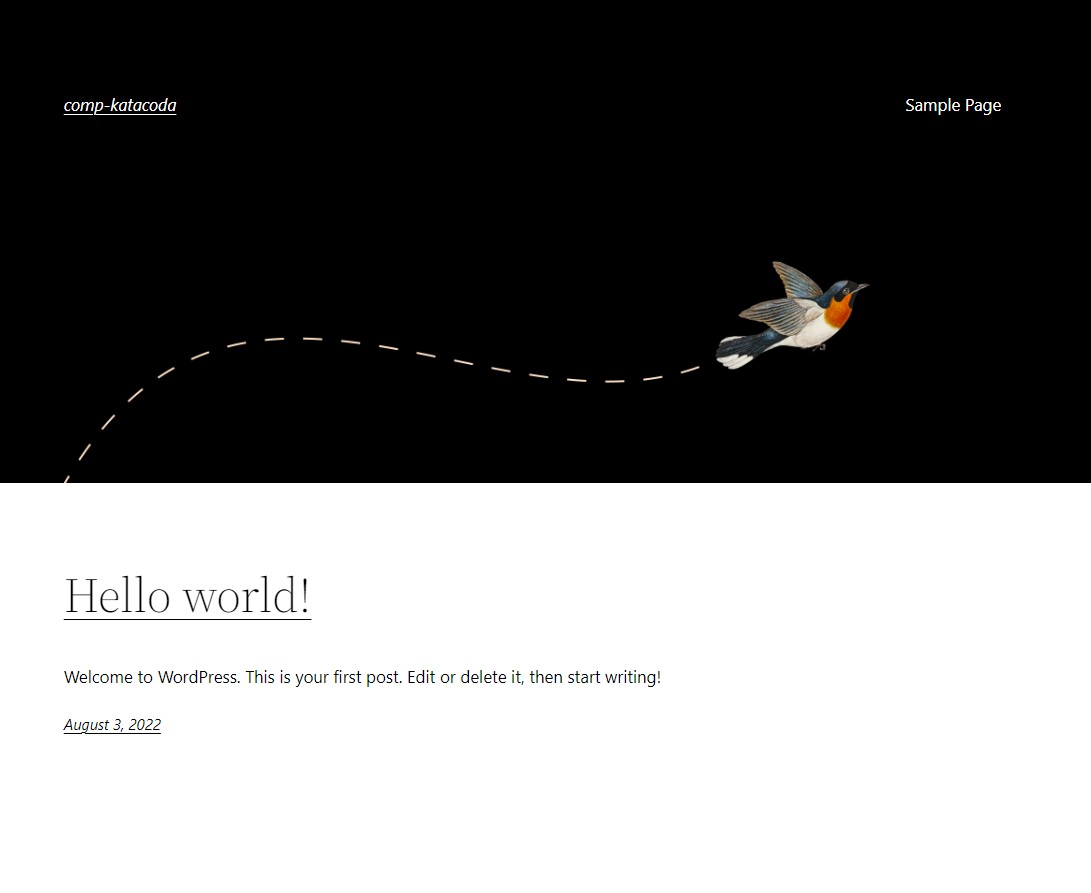 comp-katacoda
Sample Page
Hello world!
Welcome to WordPress. This is your first post. Edit or delete it, then start writing!
August 3, 2022